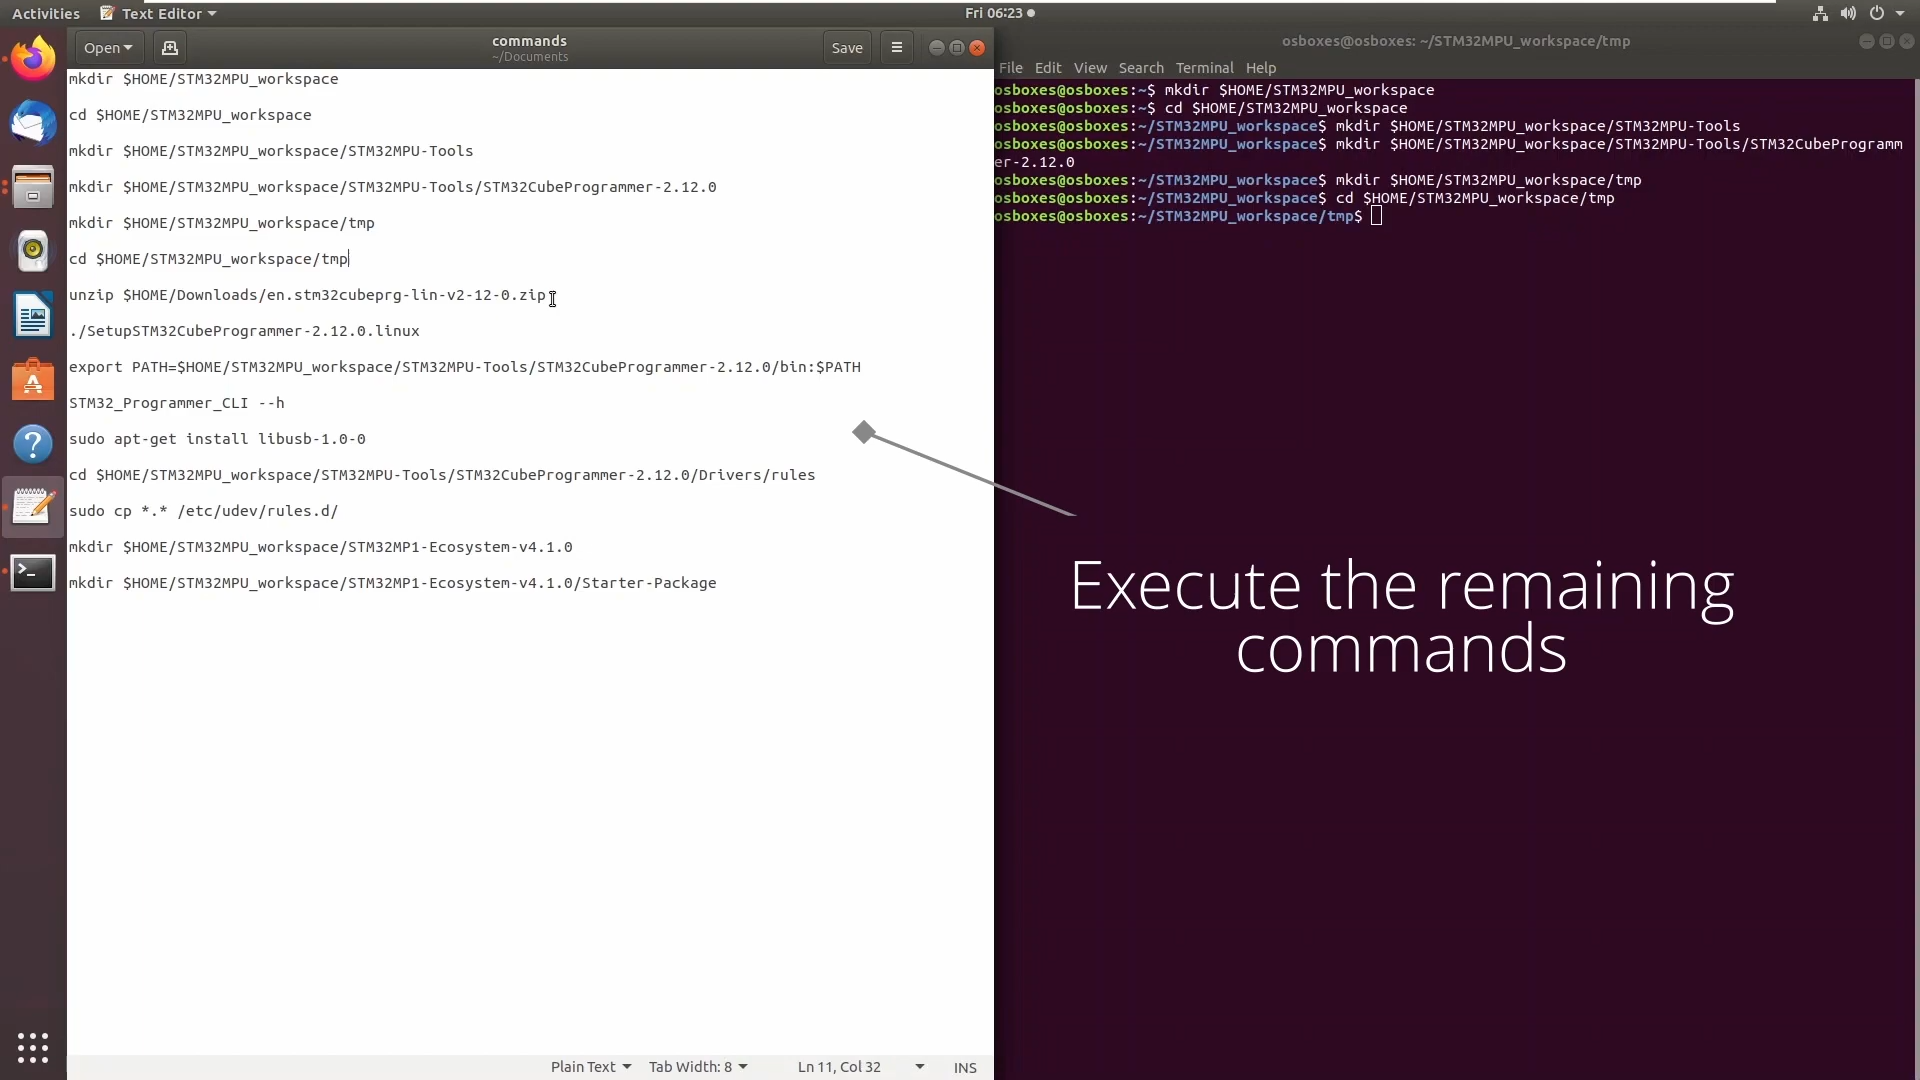 Activities
Text Editor
Fri 06:23
Open
commands
~/Documents
Save
mkdir $HOME/STM32MPU_workspace
cd $HOME/STM32MPU_workspace
mkdir $HOME/STM32MPU_workspace/STM32MPU-Tools
mkdir $HOME/STM32MPU_workspace/STM32MPU-Tools/STM32CubeProgrammer-2.12.0
mkdir $HOME/STM32MPU_workspace/tmp
cd $HOME/STM32MPU_workspace/tmp
unzip $HOME/Downloads/en.stm32cubeprg-lin-v2-12-0.zip
./SetupSTM32CubeProgrammer-2.12.0.linux
export PATH=$HOME/STM32MPU_workspace/STM32MPU-Tools/STM32CubeProgrammer-2.12.0/bin:$PATH
STM32_Programmer_CLI --h
sudo apt-get install libusb-1.0-0
cd $HOME/STM32MPU_workspace/STM32MPU-Tools/STM32CubeProgrammer-2.12.0/Drivers/rules
sudo cp *.* /etc/udev/rules.d/
mkdir $HOME/STM32MPU_workspace/STM32MP1-Ecosystem-v4.1.0
mkdir $HOME/STM32MPU_workspace/STM32MP1-Ecosystem-v4.1.0/Starter-Package
Plain Text
Tab Width: 8
Ln 11, Col 32
INS
osboxes@osboxes: ~/STM32MPU_workspace/tmp
File Edit View Search Terminal Help
osboxes@osboxes:~$ mkdir $HOME/STM32MPU_workspace
osboxes@osboxes:~$ cd $HOME/STM32MPU_workspace
osboxes@osboxes:~/STM32MPU_workspace$ mkdir $HOME/STM32MPU_workspace/STM32MPU-Tools
osboxes@osboxes:~/STM32MPU_workspace$ mkdir $HOME/STM32MPU_workspace/STM32MPU-Tools/STM32CubeProgramm
er-2.12.0
osboxes@osboxes:~/STM32MPU_workspace$ mkdir $HOME/STM32MPU_workspace/tmp
osboxes@osboxes:~/STM32MPU_workspace$ cd $HOME/STM32MPU_workspace/tmp
osboxes@osboxes:~/STM32MPU_workspace/tmp$
Execute the remaining
commands